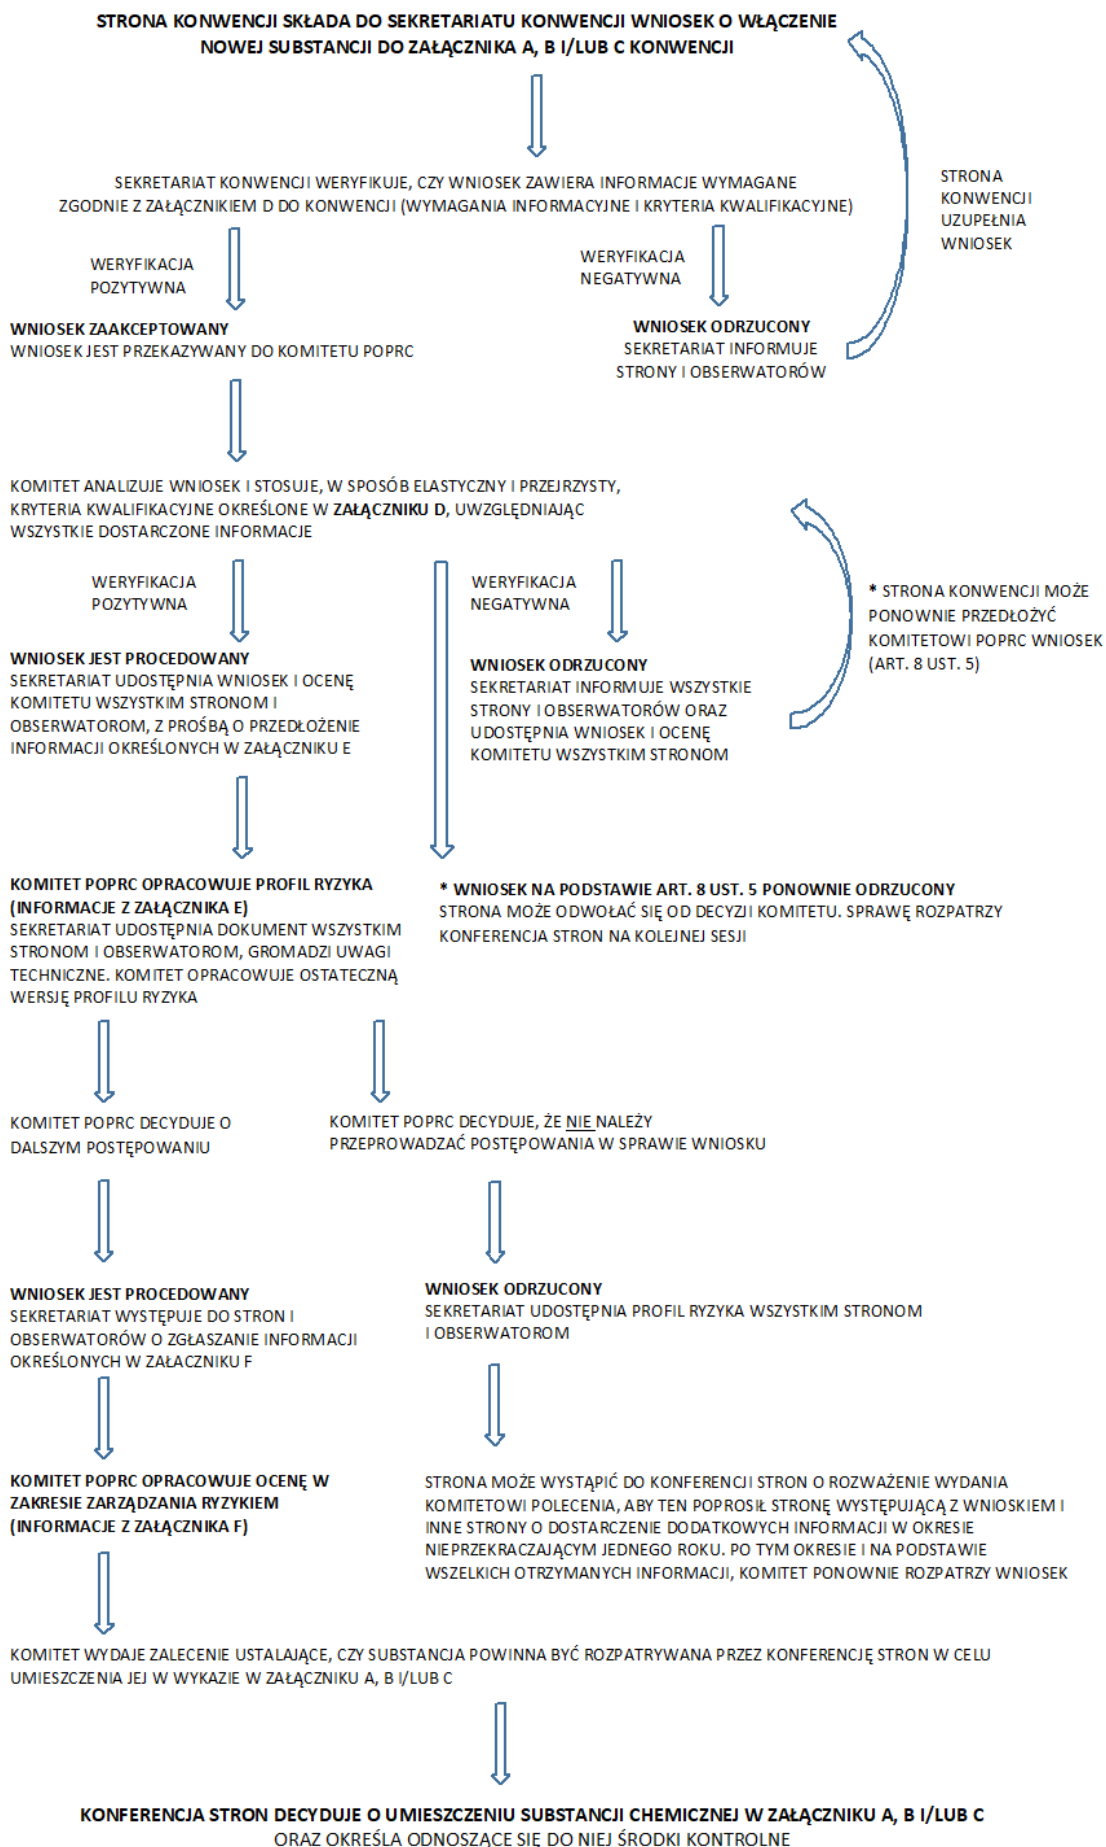 STRONA KONWENCJI SKŁADA DO SEKRETARIATU KONWENCJI WNIOSEK O WŁĄCZENIE
NOWEJ SUBSTANCJI DO ZAŁĄCZNIKA A, B I/LUB C KONWENCJI
STRONA
KONWENCJI
UZUPEŁNIA
WNIOSEK
SEKRETARIAT KONWENCJI WERYFIKUJE, CZY WNIOSEK ZAWIERA INFORMACJE WYMAGANE
ZGODNIE Z ZAŁĄCZNIKIEM D DO KONWENCJI (WYMAGANIA INFORMACYJNE I KRYTERIA KWALIFIKACYJNE)
WERYFIKACJA
POZYTYWNA
WERYFIKACJA
NEGATYWNA
WNIOSEK ZAAKCEPTOWANY
WNIOSEK JEST PRZEKAZYWANY DO KOMITETU POPRC
WNIOSEK ODRZUCONY
SEKRETARIAT INFORMUJE
STRONY I OBSERWATORÓW
KOMITET ANALIZUJE WNIOSEK I STOSUJE, W SPOSÓB ELASTYCZNY I PRZEJRZYSTY,
KRYTERIA KWALIFIKACYJNE OKREŚLONE W ZAŁĄCZNIKU D, UWZGLĘDNIAJĄC
WSZYSTKIE DOSTARCZONE INFORMACJE
WERYFIKACJA
POZYTYWNA
WERYFIKACJA
NEGATYWNA
* STRONA KONWENCJI MOŻE
PONOWNIE PRZEDŁOŻYĆ
KOMITETOWI POPRC WNIOSEK
(ART. 8 UST. 5)
WNIOSEK JEST PROCEDOWANY
SEKRETARIAT UDOSTĘPNIA WNIOSEK I OCENĘ
KOMITETU WSZYSTKIM STRONOM I
OBSERWATOROM, Z PROŚBĄ O PRZEDŁOŻENIE
INFORMACJI OKREŚLONYCH W ZAŁĄCZNIKU E
WNIOSEK ODRZUCONY
SEKRETARIAT INFORMUJE WSZYSTKIE
STRONY I OBSERWATORÓW ORAZ
UDOSTĘPNIA WNIOSEK I OCENĘ
KOMITETU WSZYSTKIM STRONOM
KOMITET POPRC OPRACOWUJE PROFIL RYZYKA
(INFORMACJE Z ZAŁĄCZNIKA E)
SEKRETARIAT UDOSTĘPNIA DOKUMENT WSZYSTKIM
STRONOM I OBSERWATOROM, GROMADZI UWAGI
TECHNICZNE. KOMITET OPRACOWUJE OSTATECZNĄ
WERSJĘ PROFILU RYZYKA
* WNIOSEK NA PODSTAWIE ART. 8 UST. 5 PONOWNIE ODRZUCONY
STRONA MOŻE ODWOŁAĆ SIĘ OD DECYZJI KOMITETU. SPRAWĘ ROZPATRZY
KONFERENCJA STRON NA KOLEJNEJ SESJI
KOMITET POPRC DECYDUJE O
DALSZYM POSTĘPOWANIU
KOMITET POPRC DECYDUJE, ŻE NIE NALEŻY
PRZEPROWADZAĆ POSTĘPOWANIA W SPRAWIE WNIOSKU
WNIOSEK JEST PROCEDOWANY
SEKRETARIAT WYSTĘPUJE DO STRON I
OBSERWATORÓW O ZGŁASZANIE INFORMACJI
OKREŚLONYCH W ZAŁACZNIKU F
WNIOSEK ODRZUCONY
SEKRETARIAT UDOSTĘPNIA PROFIL RYZYKA WSZYSTKIM STRONOM
I OBSERWATOROM
KOMITET POPRC OPRACOWUJE OCENĘ W
ZAKRESIE ZARZĄDZANIA RYZYKIEM
(INFORMACJE Z ZAŁĄCZNIKA F)
STRONA MOŻE WYSTĄPIĆ DO KONFERENCJI STRON O ROZWAŻENIE WYDANIA
KOMITETOWI POLECENIA, ABY TEN POPROSIŁ STRONĘ WYSTĘPUJĄCĄ Z WNIOSKIEM I
INNE STRONY O DOSTARCZENIE DODATKOWYCH INFORMACJI W OKRESIE
NIEPRZEKRACZAJĄCYM JEDNEGO ROKU. PO TYM OKRESIE I NA PODSTAWIE
WSZELKICH OTRZYMANYCH INFORMACJI, KOMITET PONOWNIE ROZPATRZY WNIOSEK
KOMITET WYDAJE ZALECENIE USTALAJĄCE, CZY SUBSTANCJA POWINNA BYĆ ROZPATRYWANA PRZEZ KONFERENCJĘ STRON W CELU
UMIESZCZENIA JEJ W WYKAZIE W ZAŁĄCZNIKU A, B I/LUB C
KONFERENCJA STRON DECYDUJE O UMIESZCZENIU SUBSTANCJI CHEMICZNEJ W ZAŁĄCZNIKU A, B I/LUB C
ORAZ OKREŚLA ODNOSZĄCE SIĘ DO NIEJ ŚRODKI KONTROLNE